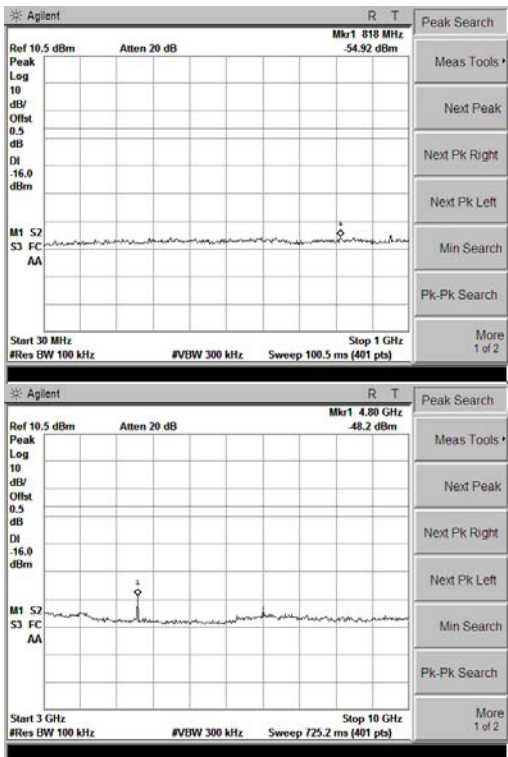 Agilent R T
Mkr1 818 MHz
Ref 10.5 dBm Atten 20 dB -54.92 dBm
Peak
Log
10
dB/
Offst
0.5
dB
DI
-16.0
dBm
M1 S2
S3 FC
AA
Start 30 MHz Stop 1 GHz
#Res BW 100 kHz #VBW 300 kHz Sweep 100.5 ms (401 pts)
Peak Search
Meas Tools
Next Peak
Next Pk Right
Next Pk Left
Min Search
Pk-Pk Search
More
1 of 2
Agilent R T
Mkr1 4.80 GHz
Ref 10.5 dBm Atten 20 dB -48.2 dBm
Peak
Log
10
dB/
Offst
0.5
dB
DI
-16.0
dBm
M1 S2
S3 FC
AA
Start 3 GHz Stop 10 GHz
#Res BW 100 kHz #VBW 300 kHz Sweep 725.2 ms (401 pts)
Peak Search
Meas Tools
Next Peak
Next Pk Right
Next Pk Left
Min Search
Pk-Pk Search
More
1 of 2